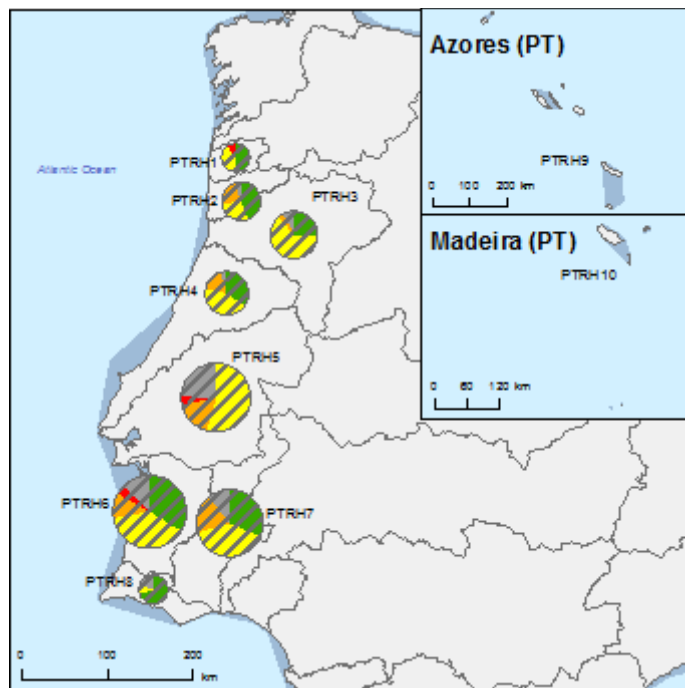 Azores (PT)
PTRH9
0 100 200 km
Madeira (PT)
PTRH10
0 60 120 km
Atlantic Ocean
PTRH1
PTRH2
PTRH3
PTRH4
PTRH5
PTRH6
PTRH7
PTRH8
0 100 200
km